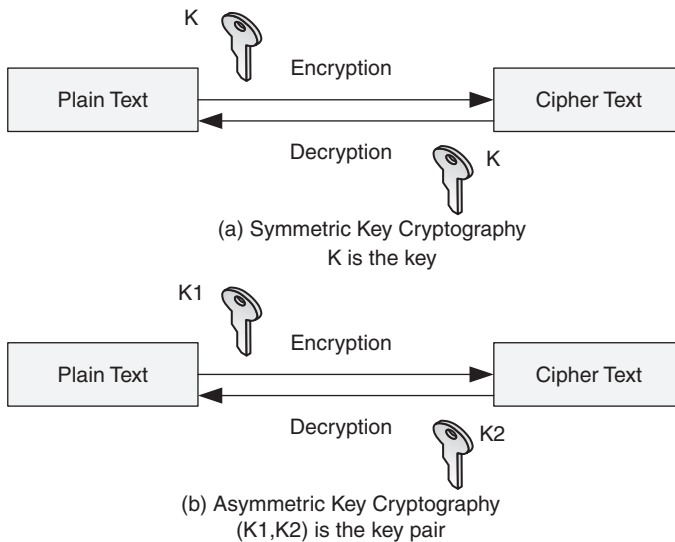 K
Encryption
Plain Text
Cipher Text
Decryption
K
(a) Symmetric Key Cryptography
K is the key
K1
Encryption
Plain Text
Cipher Text
Decryption
K2
(b) Asymmetric Key Cryptography
(K1,K2) is the key pair